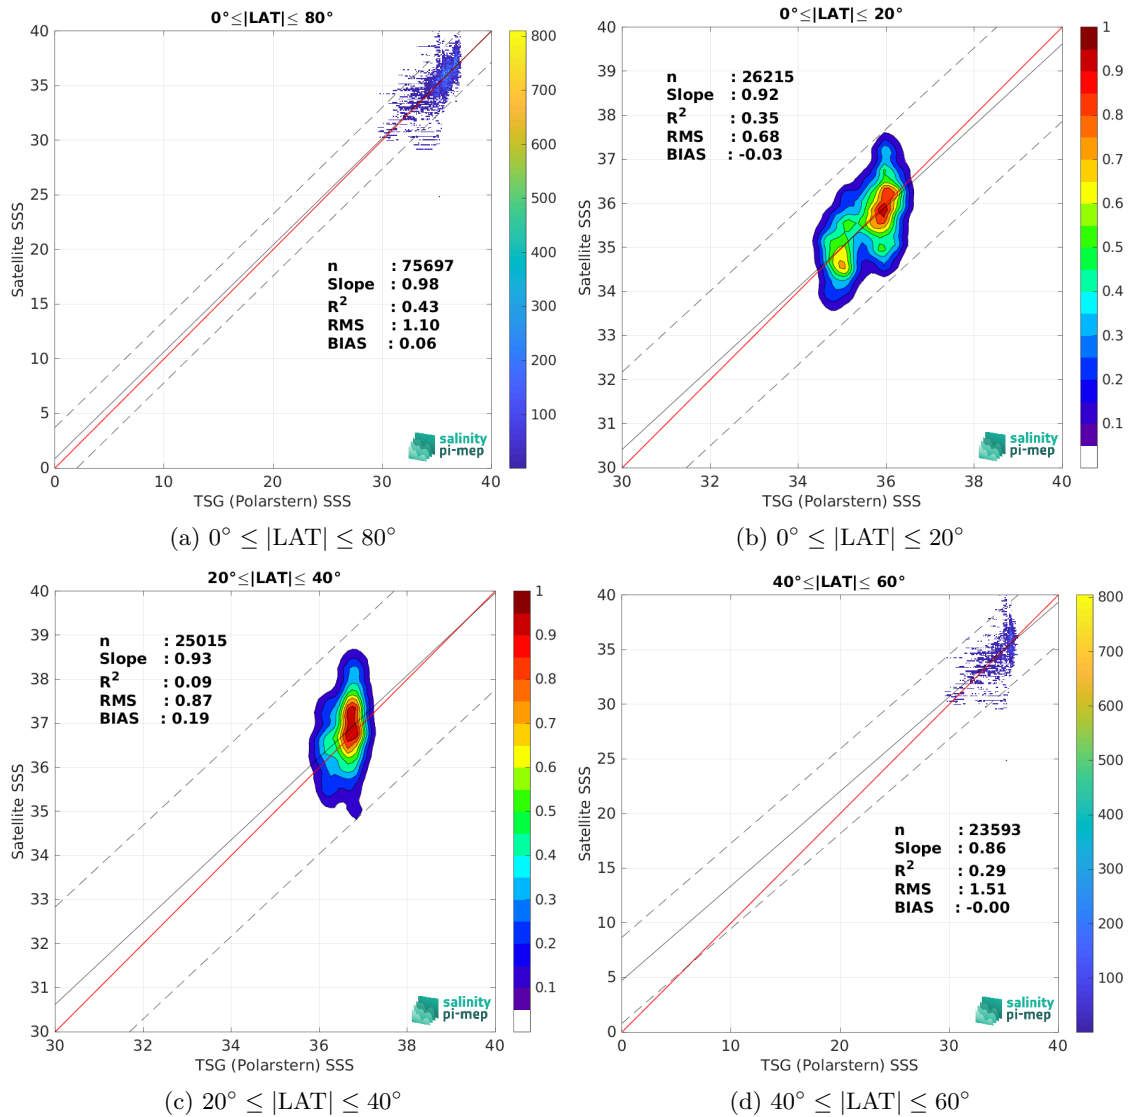 0°≤|LAT|≤ 80°
40
35
30
25
20
15
10
5
0
0
10
20
30
40
Satellite SSS
TSG (Polarstern) SSS
n : 75697
Slope : 0.98
R² : 0.43
RMS : 1.10
BIAS : 0.06
800
700
600
500
400
300
200
100
salinity
pi-mep
(a) 0° ≤ |LAT| ≤ 80°
0°≤|LAT|≤ 20°
40
39
38
37
36
35
34
33
32
31
30
30
32
34
36
38
40
Satellite SSS
TSG (Polarstern) SSS
n : 26215
Slope : 0.92
R² : 0.35
RMS : 0.68
BIAS : -0.03
1
0.9
0.8
0.7
0.6
0.5
0.4
0.3
0.2
0.1
salinity
pi-mep
(b) 0° ≤ |LAT| ≤ 20°
20°≤|LAT|≤ 40°
40
39
38
37
36
35
34
33
32
31
30
30
32
34
36
38
40
Satellite SSS
TSG (Polarstern) SSS
n : 25015
Slope : 0.93
R² : 0.09
RMS : 0.87
BIAS : 0.19
1
0.9
0.8
0.7
0.6
0.5
0.4
0.3
0.2
0.1
salinity
pi-mep
(c) 20° ≤ |LAT| ≤ 40°
40°≤|LAT|≤ 60°
40
35
30
25
20
15
10
5
0
0
10
20
30
40
Satellite SSS
TSG (Polarstern) SSS
n : 23593
Slope : 0.86
R² : 0.29
RMS : 1.51
BIAS : -0.00
800
700
600
500
400
300
200
100
salinity
pi-mep
(d) 40° ≤ |LAT| ≤ 60°